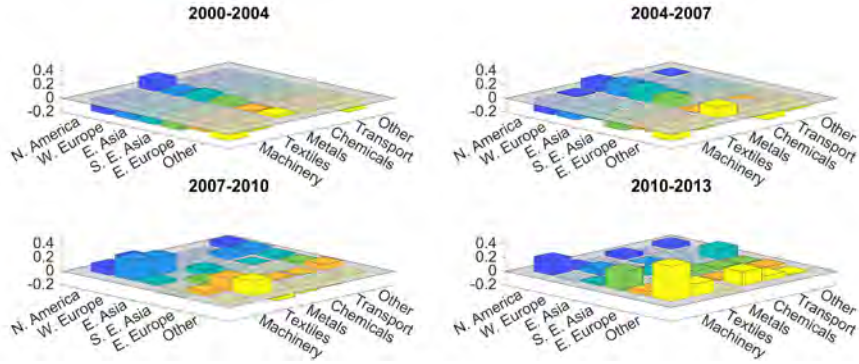 2000-2004
0.4
0.2
0
-0.2
N. America
W. Europe
E. Asia
S. E. Asia
E. Europe
Other
Machinery
Textiles
Metals
Chemicals
Transport
Other
2004-2007
0.4
0.2
0
-0.2
N. America
W. Europe
E. Asia
S. E. Asia
E. Europe
Other
Machinery
Textiles
Metals
Chemicals
Transport
Other
2007-2010
0.4
0.2
0
-0.2
N. America
W. Europe
E. Asia
S. E. Asia
E. Europe
Other
Machinery
Textiles
Metals
Chemicals
Transport
Other
2010-2013
0.4
0.2
0
-0.2
N. America
W. Europe
E. Asia
S. E. Asia
E. Europe
Other
Machinery
Textiles
Metals
Chemicals
Transport
Other